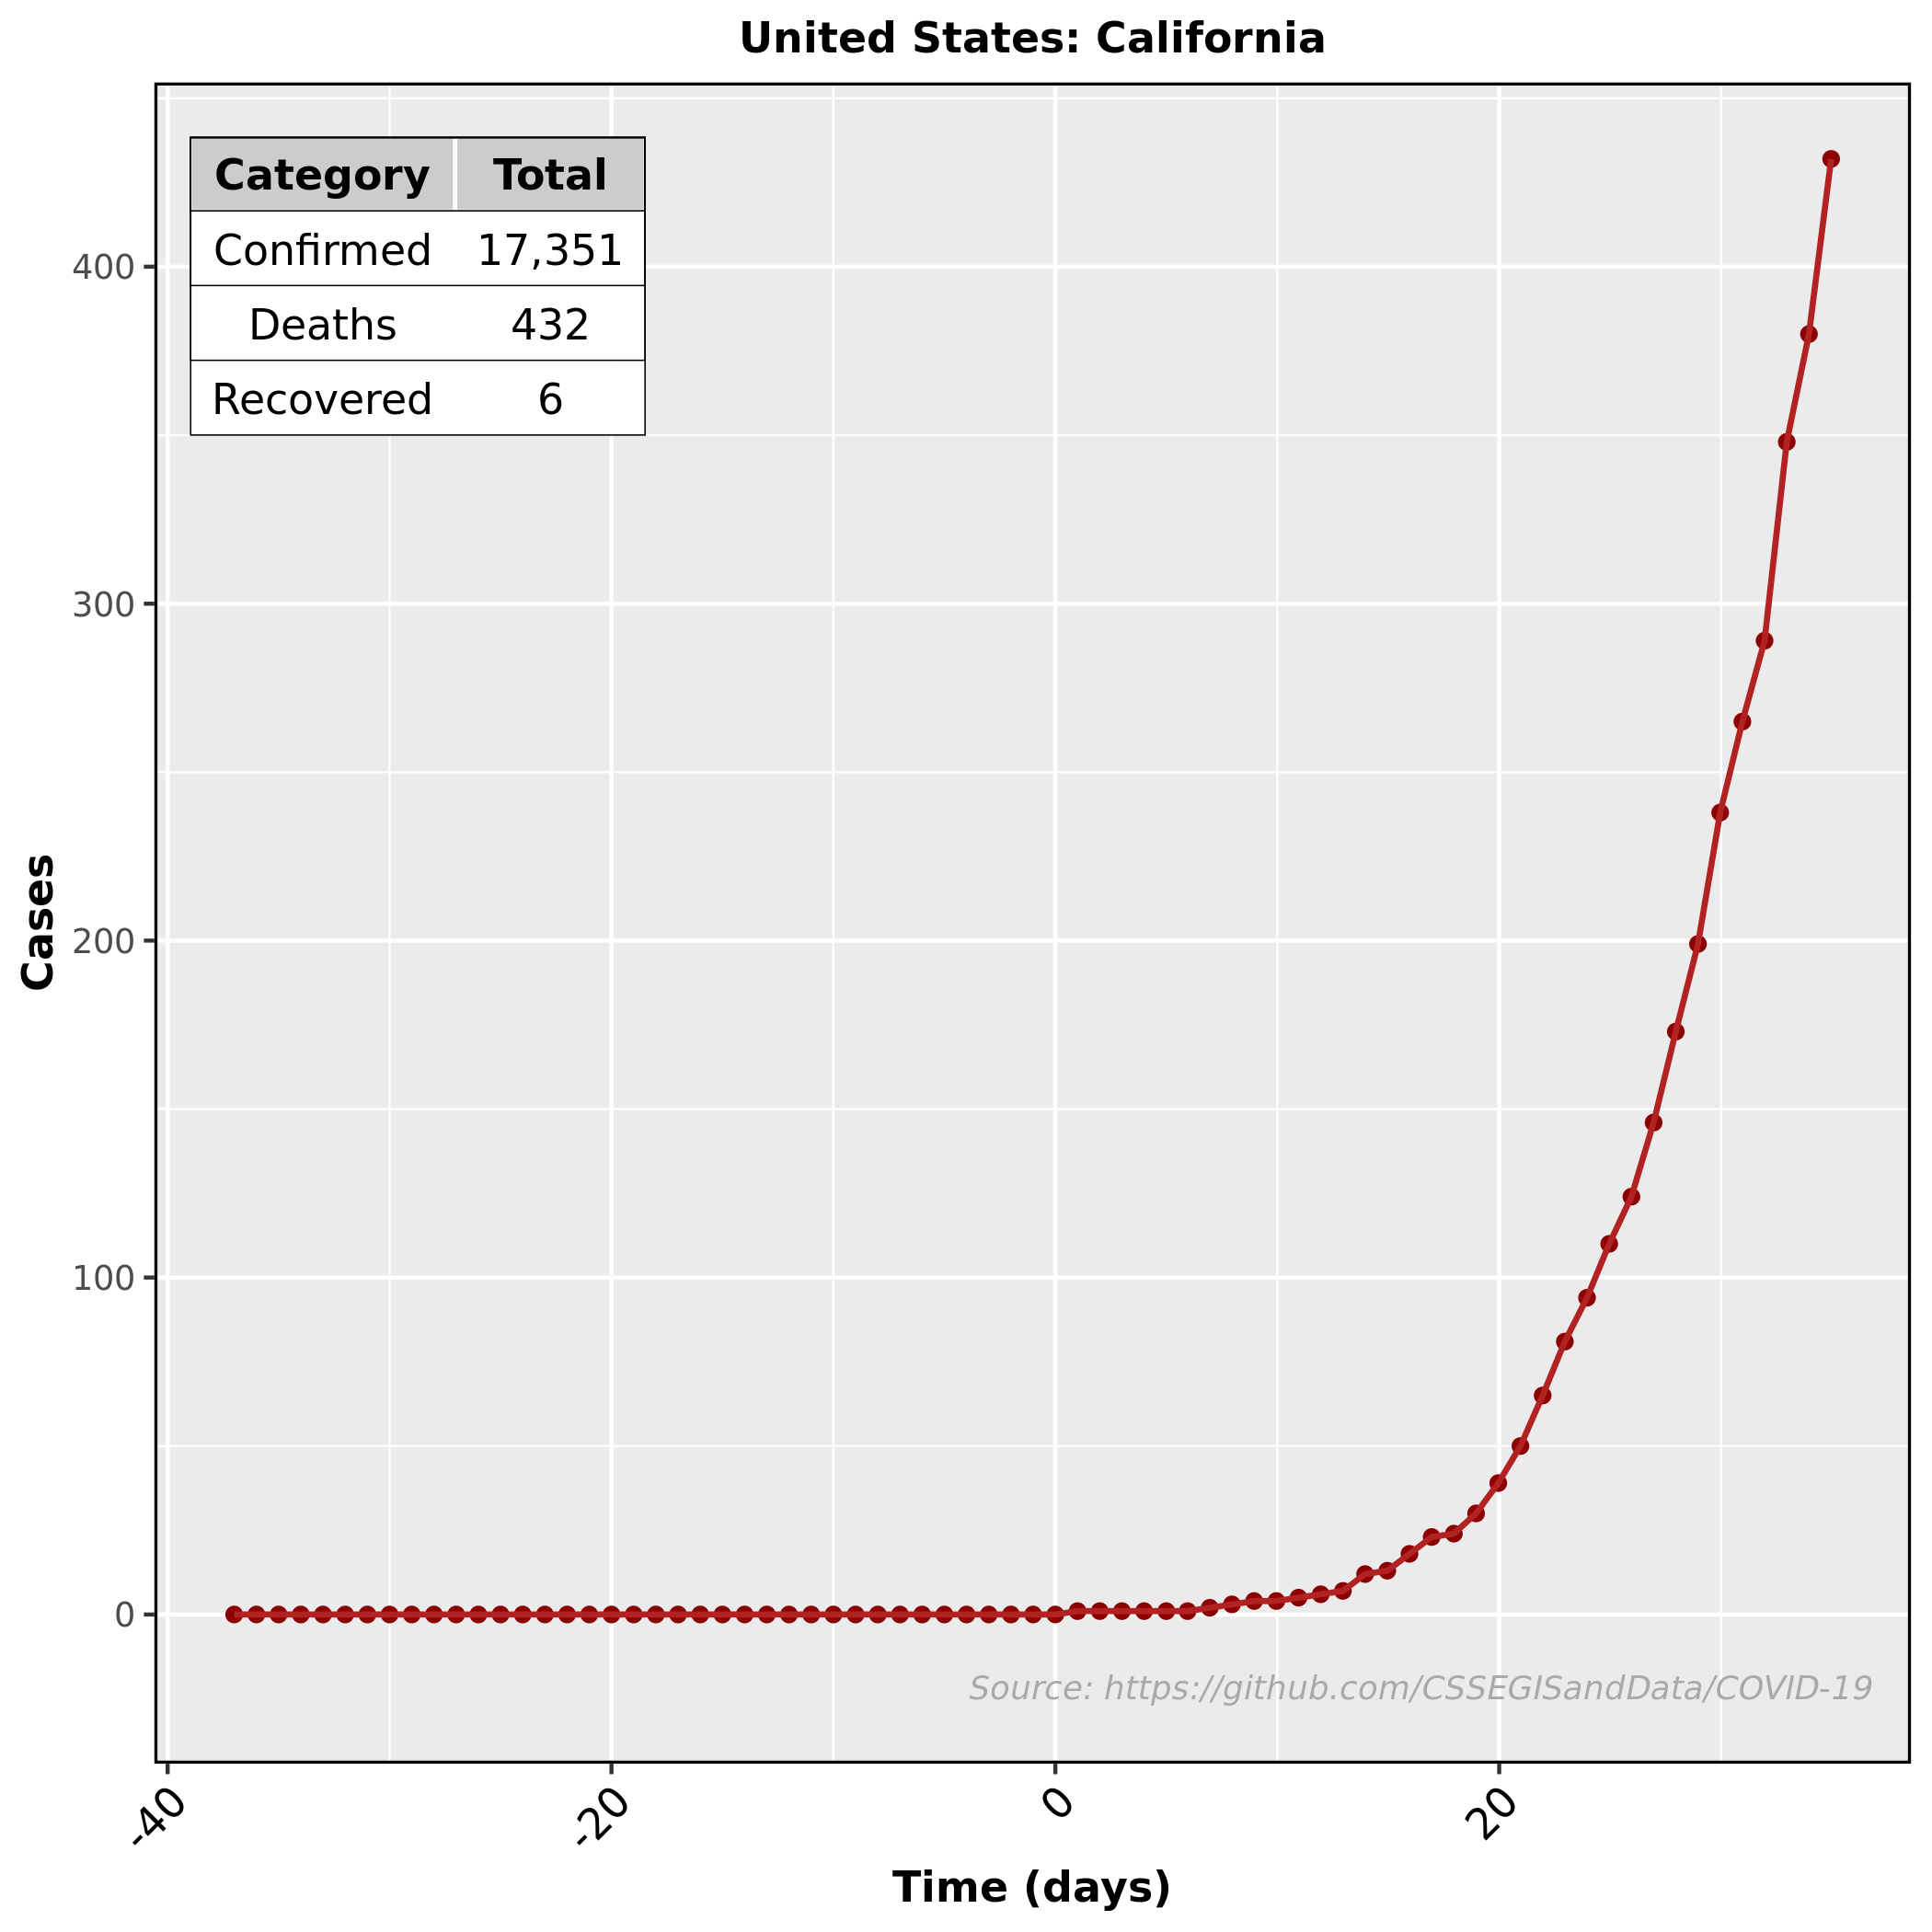 United States: California
Category Total
Confirmed 17,351
Deaths 432
Recovered 6
400
300
200
100
0
Cases
Source: https://github.com/CSSEGISandData/COVID-19
-40 -20 0 20
Time (days)